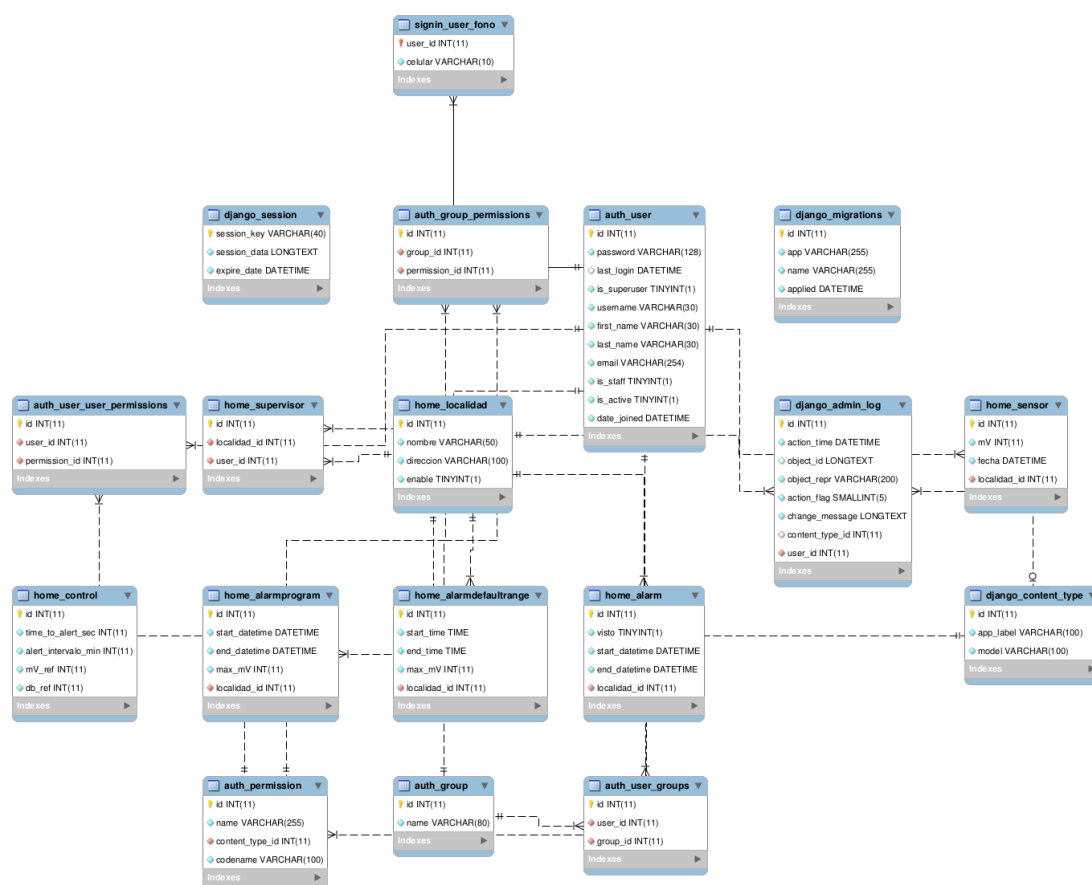 signin_user_fono
user_id INT(11)
celular VARCHAR(10)
Indexes
django_session
session_key VARCHAR(40)
session_data LONGTEXT
expire_date DATETIME
Indexes
auth_group_permissions
id INT(11)
group_id INT(11)
permission_id INT(11)
Indexes
auth_user
id INT(11)
password VARCHAR(128)
last_login DATETIME
is_superuser TINYINT(1)
username VARCHAR(30)
first_name VARCHAR(30)
last_name VARCHAR(30)
email VARCHAR(254)
is_staff TINYINT(1)
is_active TINYINT(1)
date_joined DATETIME
Indexes
django_migrations
id INT(11)
app VARCHAR(255)
name VARCHAR(255)
applied DATETIME
Indexes
auth_user_user_permissions
id INT(11)
user_id INT(11)
permission_id INT(11)
Indexes
home_supervisor
id INT(11)
localidad_id INT(11)
user_id INT(11)
Indexes
home_localidad
id INT(11)
nombre VARCHAR(50)
direccion VARCHAR(100)
enable TINYINT(1)
Indexes
django_admin_log
id INT(11)
action_time DATETIME
object_id LONGTEXT
object_repr VARCHAR(200)
action_flag SMALLINT(5)
change_message LONGTEXT
content_type_id INT(11)
user_id INT(11)
Indexes
home_sensor
id INT(11)
mV INT(11)
fecha DATETIME
localidad_id INT(11)
Indexes
home_control
id INT(11)
time_to_alert_sec INT(11)
alert_intervalo_min INT(11)
mV_ref INT(11)
db_ref INT(11)
Indexes
home_alarmprogram
id INT(11)
start_datetime DATETIME
end_datetime DATETIME
max_mV INT(11)
localidad_id INT(11)
Indexes
home_alarmdefaultrange
id INT(11)
start_time TIME
end_time TIME
max_mV INT(11)
localidad_id INT(11)
Indexes
home_alarm
id INT(11)
visto TINYINT(1)
start_datetime DATETIME
end_datetime DATETIME
localidad_id INT(11)
Indexes
django_content_type
id INT(11)
app_label VARCHAR(100)
model VARCHAR(100)
Indexes
auth_permission
id INT(11)
name VARCHAR(255)
content_type_id INT(11)
codename VARCHAR(100)
Indexes
auth_group
id INT(11)
name VARCHAR(80)
Indexes
auth_user_groups
id INT(11)
user_id INT(11)
group_id INT(11)
Indexes